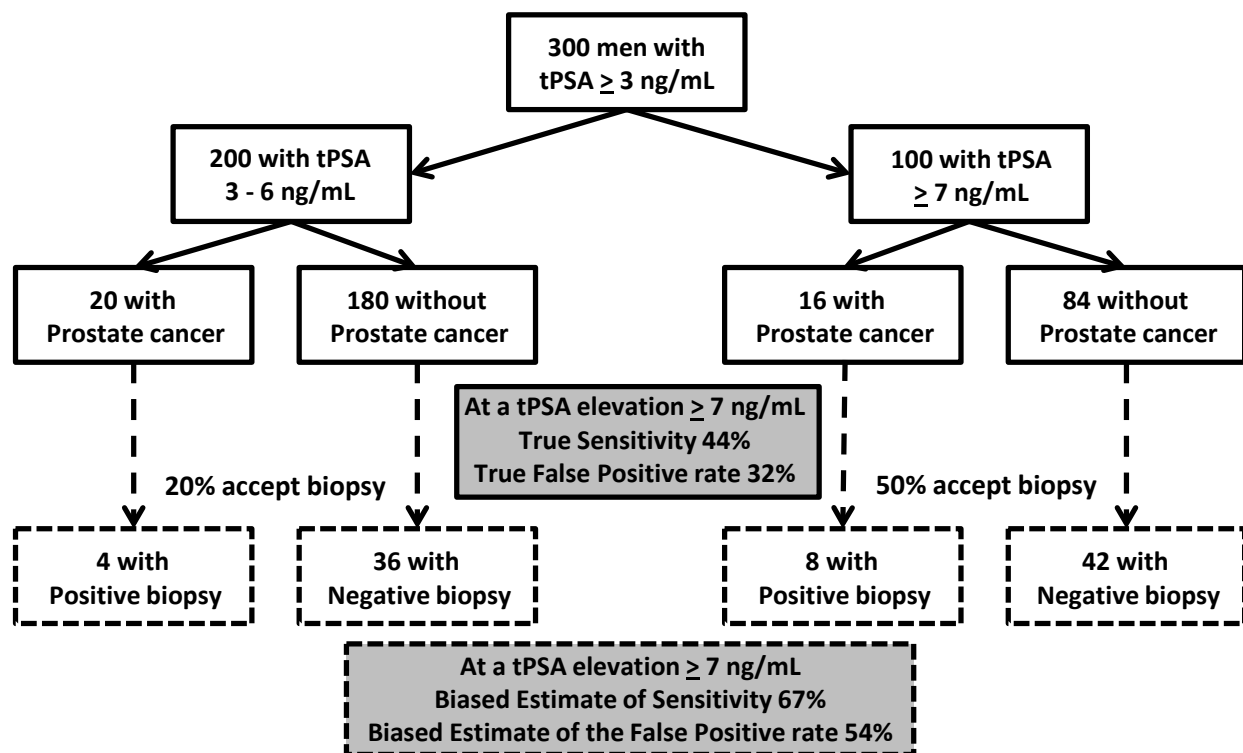 300 men with
tPSA ≥ 3 ng/mL
200 with tPSA
3 - 6 ng/mL
100 with tPSA
≥ 7 ng/mL
20 with
Prostate cancer
180 without
Prostate cancer
16 with
Prostate cancer
84 without
Prostate cancer
At a tPSA elevation ≥ 7 ng/mL
True Sensitivity 44%
True False Positive rate 32%
20% accept biopsy
50% accept biopsy
4 with
Positive biopsy
36 with
Negative biopsy
8 with
Positive biopsy
42 with
Negative biopsy
At a tPSA elevation ≥ 7 ng/mL
Biased Estimate of Sensitivity 67%
Biased Estimate of the False Positive rate 54%